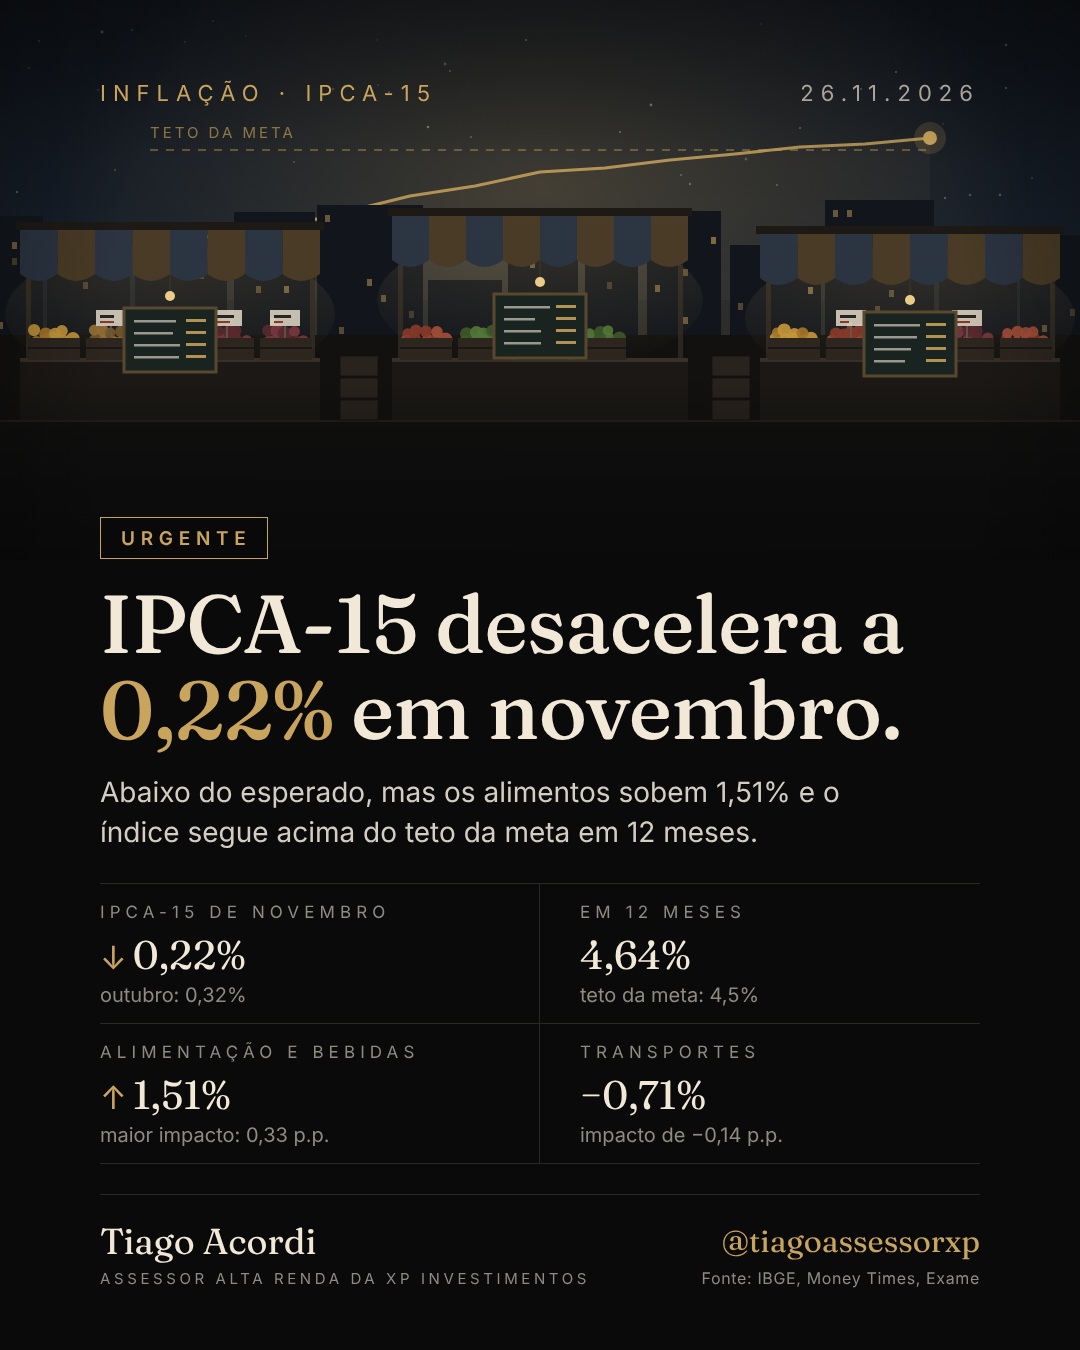 INFLAÇÃO · IPCA-15
26.11.2026
TETO DA META
URGENTE
IPCA-15 desacelera a
0,22% em novembro.
Abaixo do esperado, mas os alimentos sobem 1,51% e o
índice segue acima do teto da meta em 12 meses.
IPCA-15 DE NOVEMBRO
↓ 0,22%
outubro: 0,32%
EM 12 MESES
4,64%
teto da meta: 4,5%
ALIMENTAÇÃO E BEBIDAS
↑ 1,51%
maior impacto: 0,33 p.p.
TRANSPORTES
−0,71%
impacto de −0,14 p.p.
Tiago Acordi
ASSESSOR ALTA RENDA DA XP INVESTIMENTOS
@tiagoassessorxp
Fonte: IBGE, Money Times, Exame